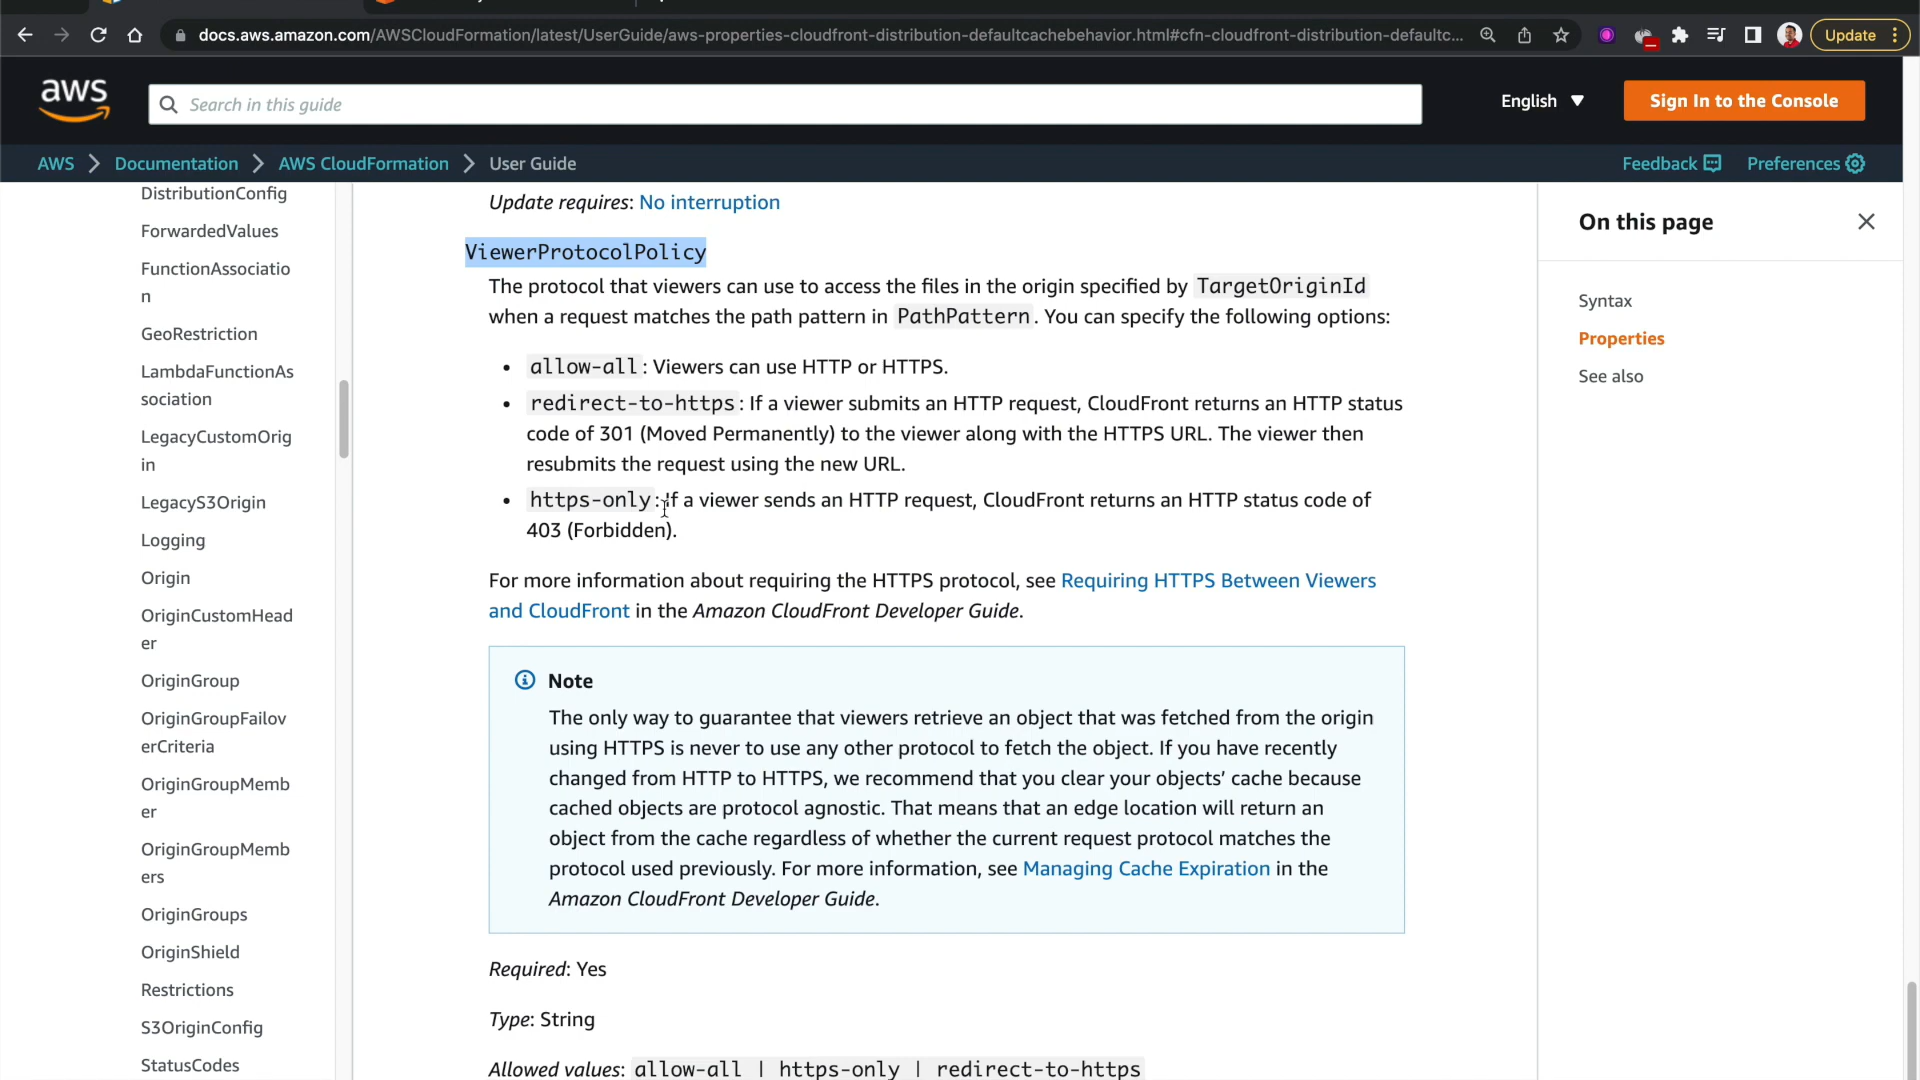 docs.aws.amazon.com/AWSCloudFormation/latest/UserGuide/aws-properties-cloudfront-distribution-defaultcachebehavior.html#cfn-cloudfront-distribution-defaultc...
Update
aws
Search in this guide
English
Sign In to the Console
AWS
Documentation
AWS CloudFormation
User Guide
Feedback
Preferences
DistributionConfig
ForwardedValues
FunctionAssociatio
n
GeoRestriction
LambdaFunctionAs
sociation
LegacyCustomOrig
in
LegacyS3Origin
Logging
Origin
OriginCustomHead
er
OriginGroup
OriginGroupFailov
erCriteria
OriginGroupMemb
er
OriginGroupMemb
ers
OriginGroups
OriginShield
Restrictions
S3OriginConfig
StatusCodes
Update requires: No interruption
ViewerProtocolPolicy
The protocol that viewers can use to access the files in the origin specified by TargetOriginId
when a request matches the path pattern in PathPattern. You can specify the following options:
• allow-all: Viewers can use HTTP or HTTPS.
• redirect-to-https: If a viewer submits an HTTP request, CloudFront returns an HTTP status
code of 301 (Moved Permanently) to the viewer along with the HTTPS URL. The viewer then
resubmits the request using the new URL.
• https-only: If a viewer sends an HTTP request, CloudFront returns an HTTP status code of
403 (Forbidden).
For more information about requiring the HTTPS protocol, see Requiring HTTPS Between Viewers
and CloudFront in the Amazon CloudFront Developer Guide.
Note
The only way to guarantee that viewers retrieve an object that was fetched from the origin
using HTTPS is never to use any other protocol to fetch the object. If you have recently
changed from HTTP to HTTPS, we recommend that you clear your objects’ cache because
cached objects are protocol agnostic. That means that an edge location will return an
object from the cache regardless of whether the current request protocol matches the
protocol used previously. For more information, see Managing Cache Expiration in the
Amazon CloudFront Developer Guide.
Required: Yes
Type: String
Allowed values: allow-all | https-only | redirect-to-https
On this page
Syntax
Properties
See also